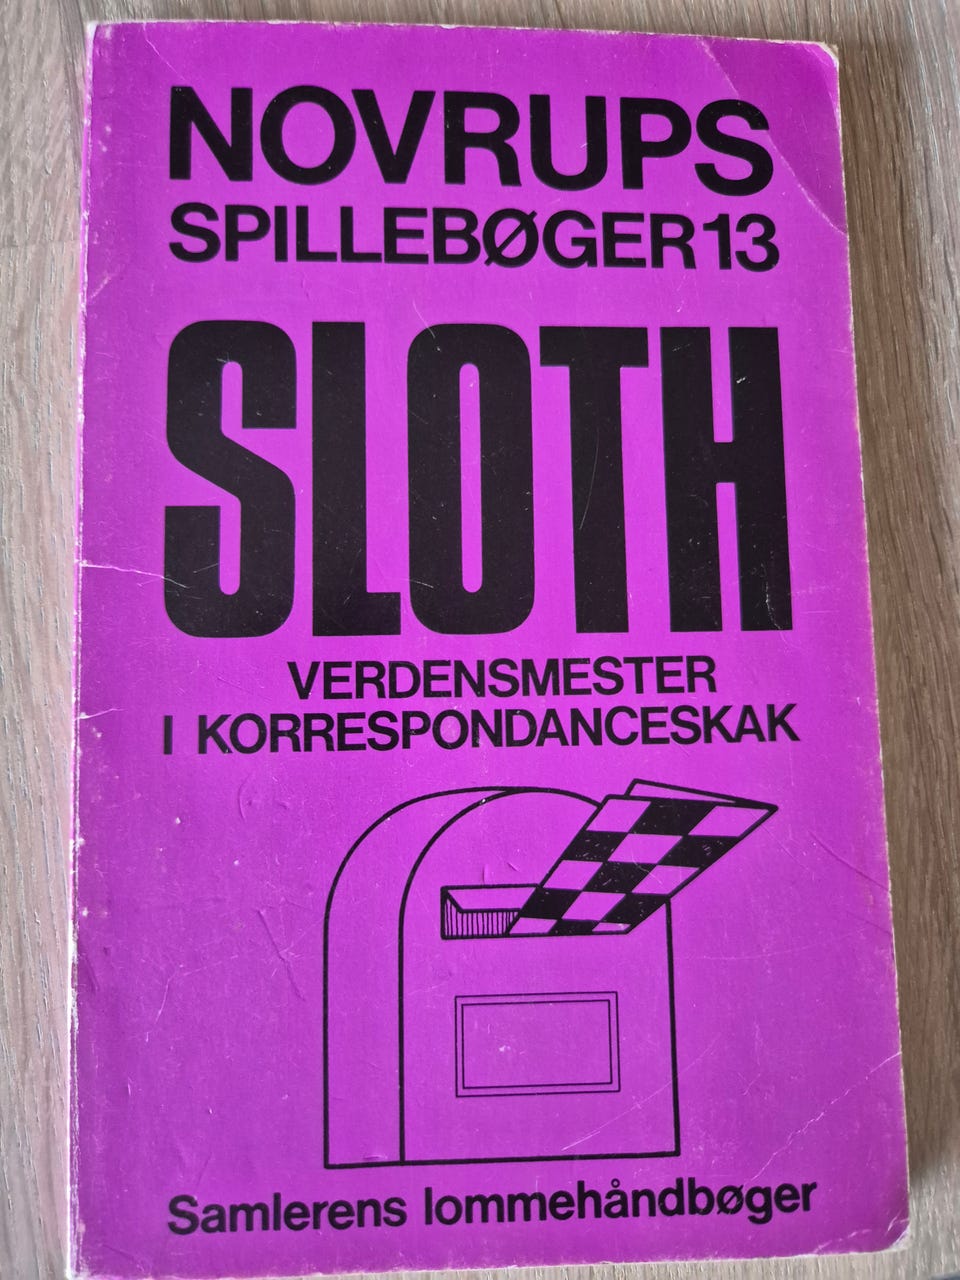 NOVRUPS
SPILLEBØGER 13
SLOTH
VERDENSMESTER
I KORRESPONDANCESKAK
Samlerens lommehåndbøger